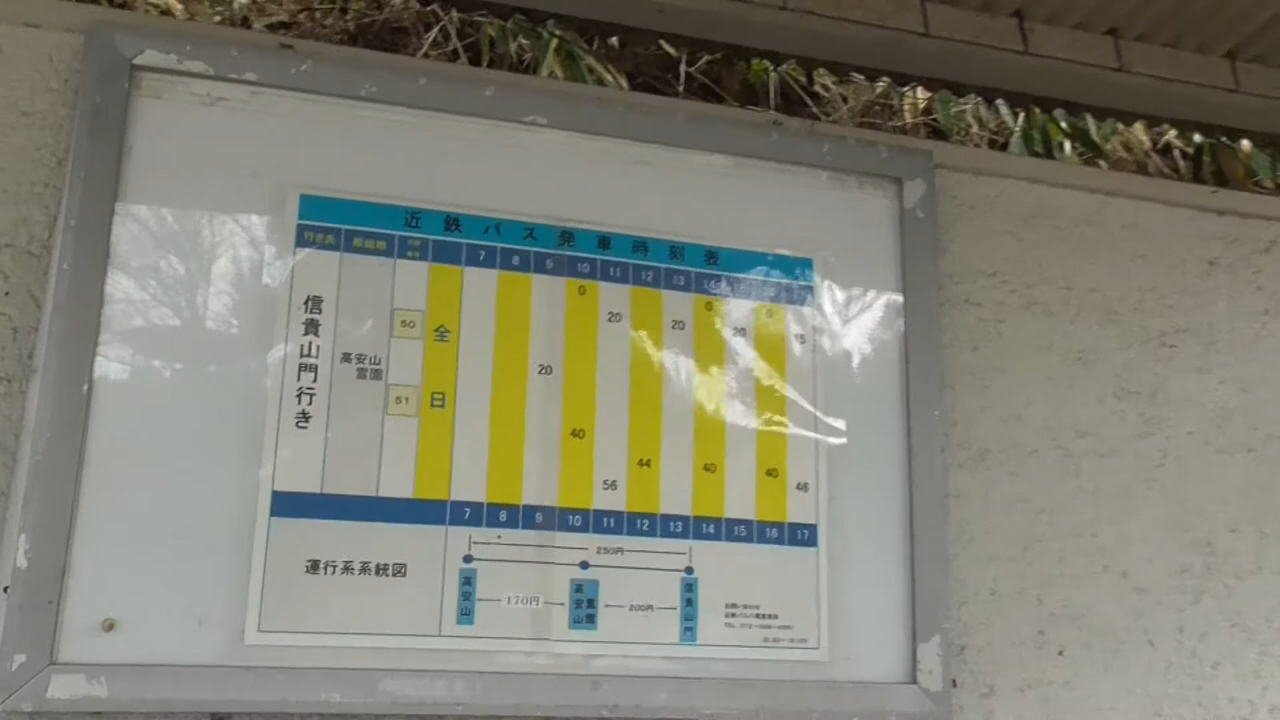 近鉄バス発車時刻表
行き先 経由地 7 8 9 10 11 12 13 14 17
信貴山門行き
高安山
霊園
50
51
全日
0 0 0
20 20 20 15
20
40 44 40 40
56 46
7 8 9 10 11 12 13 14 15 16 17
運行系系統図
250円
高安山
170円
高安山霊園
200円
信貴山門